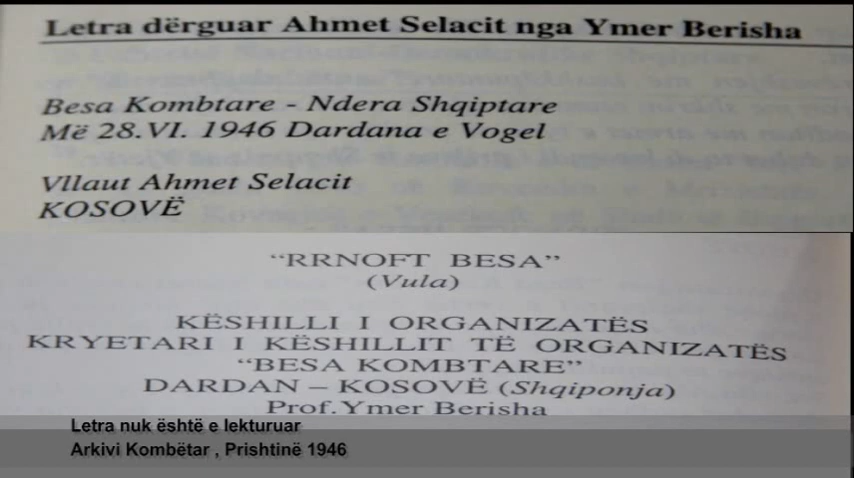 Letra dërguar Ahmet Selacit nga Ymer Berisha
Besa Kombtare - Ndera Shqiptare
Më 28.VI. 1946 Dardana e Vogel
Vllaut Ahmet Selacit
KOSOVË
“RRNOFT BESA”
(Vula)
KËSHILLI I ORGANIZATËS
KRYETARI I KËSHILLIT TË ORGANIZATËS
“BESA KOMBTARE”
DARDAN – KOSOVË (Shqiponja)
Prof.Ymer Berisha
Letra nuk është e lekturuar
Arkivi Kombëtar , Prishtinë 1946